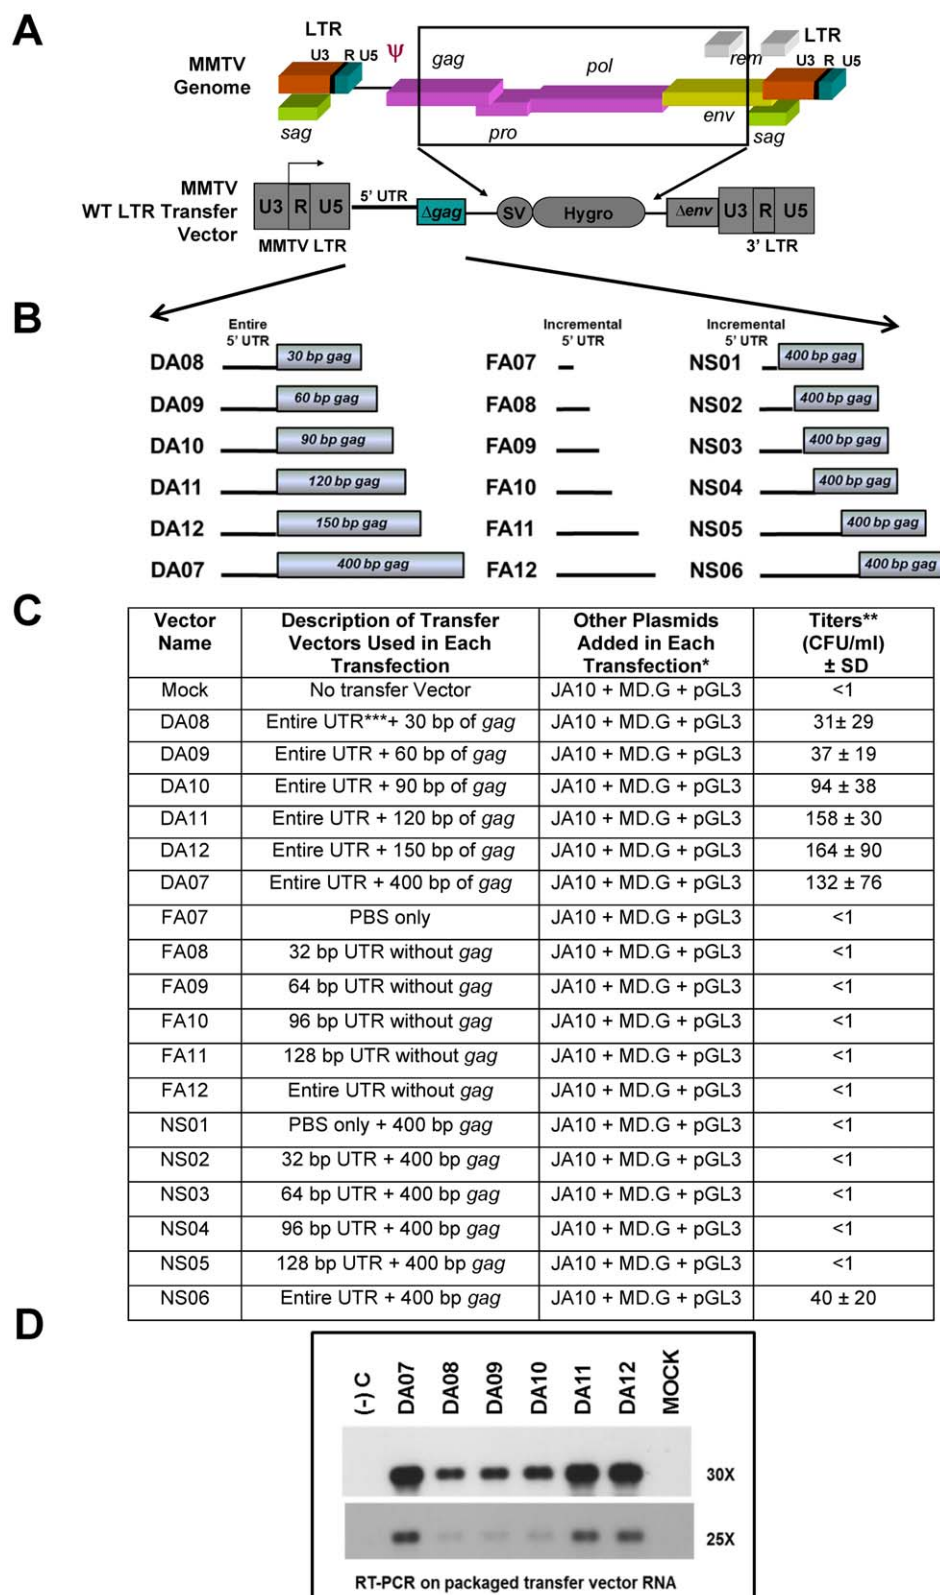 A
LTR
U3 R U5
MMTV
Genome
Ψ
gag
pol
rem
LTR
U3 R U5
sag
pro
env
sag
MMTV
WT LTR Transfer
Vector
U3 R U5
5' UTR
Δgag
SV
Hygro
Δenv
U3 R U5
MMTV LTR
3' LTR
B
Entire
5' UTR
DA08 30 bp gag
DA09 60 bp gag
DA10 90 bp gag
DA11 120 bp gag
DA12 150 bp gag
DA07 400 bp gag
Incremental
5' UTR
FA07
FA08
FA09
FA10
FA11
FA12
Incremental
5' UTR
NS01 400 bp gag
NS02 400 bp gag
NS03 400 bp gag
NS04 400 bp gag
NS05 400 bp gag
NS06 400 bp gag
C
Vector
Name
Description of Transfer
Vectors Used in Each
Transfection
Other Plasmids
Added in Each
Transfection*
Titers**
(CFU/ml)
± SD
Mock No transfer Vector JA10 + MD.G + pGL3 <1
DA08 Entire UTR***+ 30 bp of gag JA10 + MD.G + pGL3 31± 29
DA09 Entire UTR + 60 bp of gag JA10 + MD.G + pGL3 37 ± 19
DA10 Entire UTR + 90 bp of gag JA10 + MD.G + pGL3 94 ± 38
DA11 Entire UTR + 120 bp of gag JA10 + MD.G + pGL3 158 ± 30
DA12 Entire UTR + 150 bp of gag JA10 + MD.G + pGL3 164 ± 90
DA07 Entire UTR + 400 bp of gag JA10 + MD.G + pGL3 132 ± 76
FA07 PBS only JA10 + MD.G + pGL3 <1
FA08 32 bp UTR without gag JA10 + MD.G + pGL3 <1
FA09 64 bp UTR without gag JA10 + MD.G + pGL3 <1
FA10 96 bp UTR without gag JA10 + MD.G + pGL3 <1
FA11 128 bp UTR without gag JA10 + MD.G + pGL3 <1
FA12 Entire UTR without gag JA10 + MD.G + pGL3 <1
NS01 PBS only + 400 bp gag JA10 + MD.G + pGL3 <1
NS02 32 bp UTR + 400 bp gag JA10 + MD.G + pGL3 <1
NS03 64 bp UTR + 400 bp gag JA10 + MD.G + pGL3 <1
NS04 96 bp UTR + 400 bp gag JA10 + MD.G + pGL3 <1
NS05 128 bp UTR + 400 bp gag JA10 + MD.G + pGL3 <1
NS06 Entire UTR + 400 bp gag JA10 + MD.G + pGL3 40 ± 20
D
(-) C DA07 DA08 DA09 DA10 DA11 DA12 MOCK
30X
25X
RT-PCR on packaged transfer vector RNA